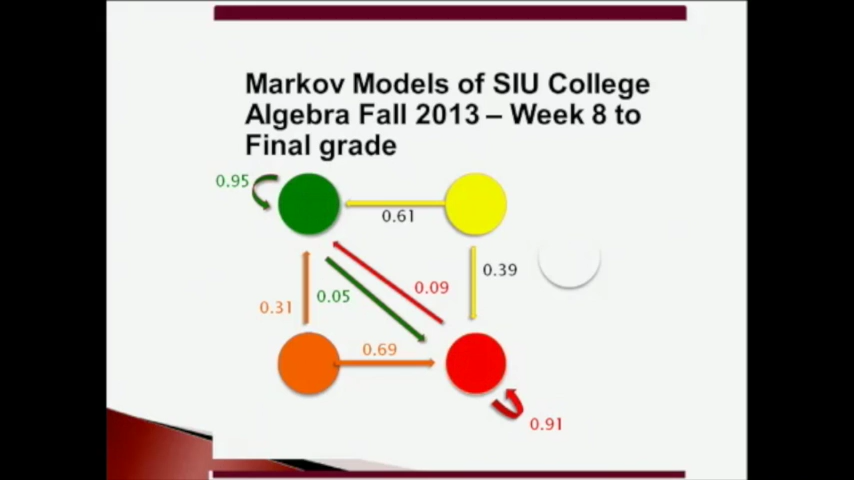 Markov Models of SIU College
Algebra Fall 2013 – Week 8 to
Final grade
0.95
0.61
0.39
0.09
0.05
0.31
0.69
0.91